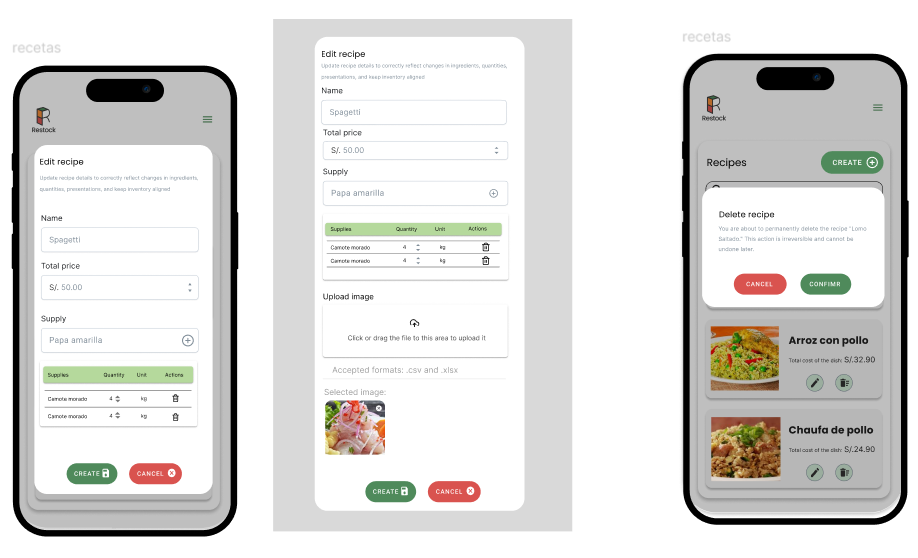 recetas
Restock
Edit recipe
Update recipe details to correctly reflect changes in ingredients,
quantities, presentations, and keep inventory aligned
Name
Spagetti
Total price
S/. 50.00
Supply
Papa amarilla
Supplies Quantity Unit Actions
Camote morado 4 kg
Camote morado 4 kg
CREATE CANCEL
Edit recipe
Update recipe details to correctly reflect changes in ingredients, quantities,
presentations, and keep inventory aligned
Name
Spagetti
Total price
S/. 50.00
Supply
Papa amarilla
Supplies Quantity Unit Actions
Camote morado 4 kg
Camote morado 4 kg
Upload image
Click or drag the file to this area to upload it
Accepted formats: .csv and .xlsx
Selected image:
CREATE CANCEL
recetas
Restock
Recipes CREATE
Delete recipe
You are about to permanently delete the recipe "Lomo
Saltado." This action is irreversible and cannot be
undone later.
CANCEL CONFIMR
Arroz con pollo
Total cost of the dish: S/.32.90
Chaufa de pollo
Total cost of the dish: S/.24.90